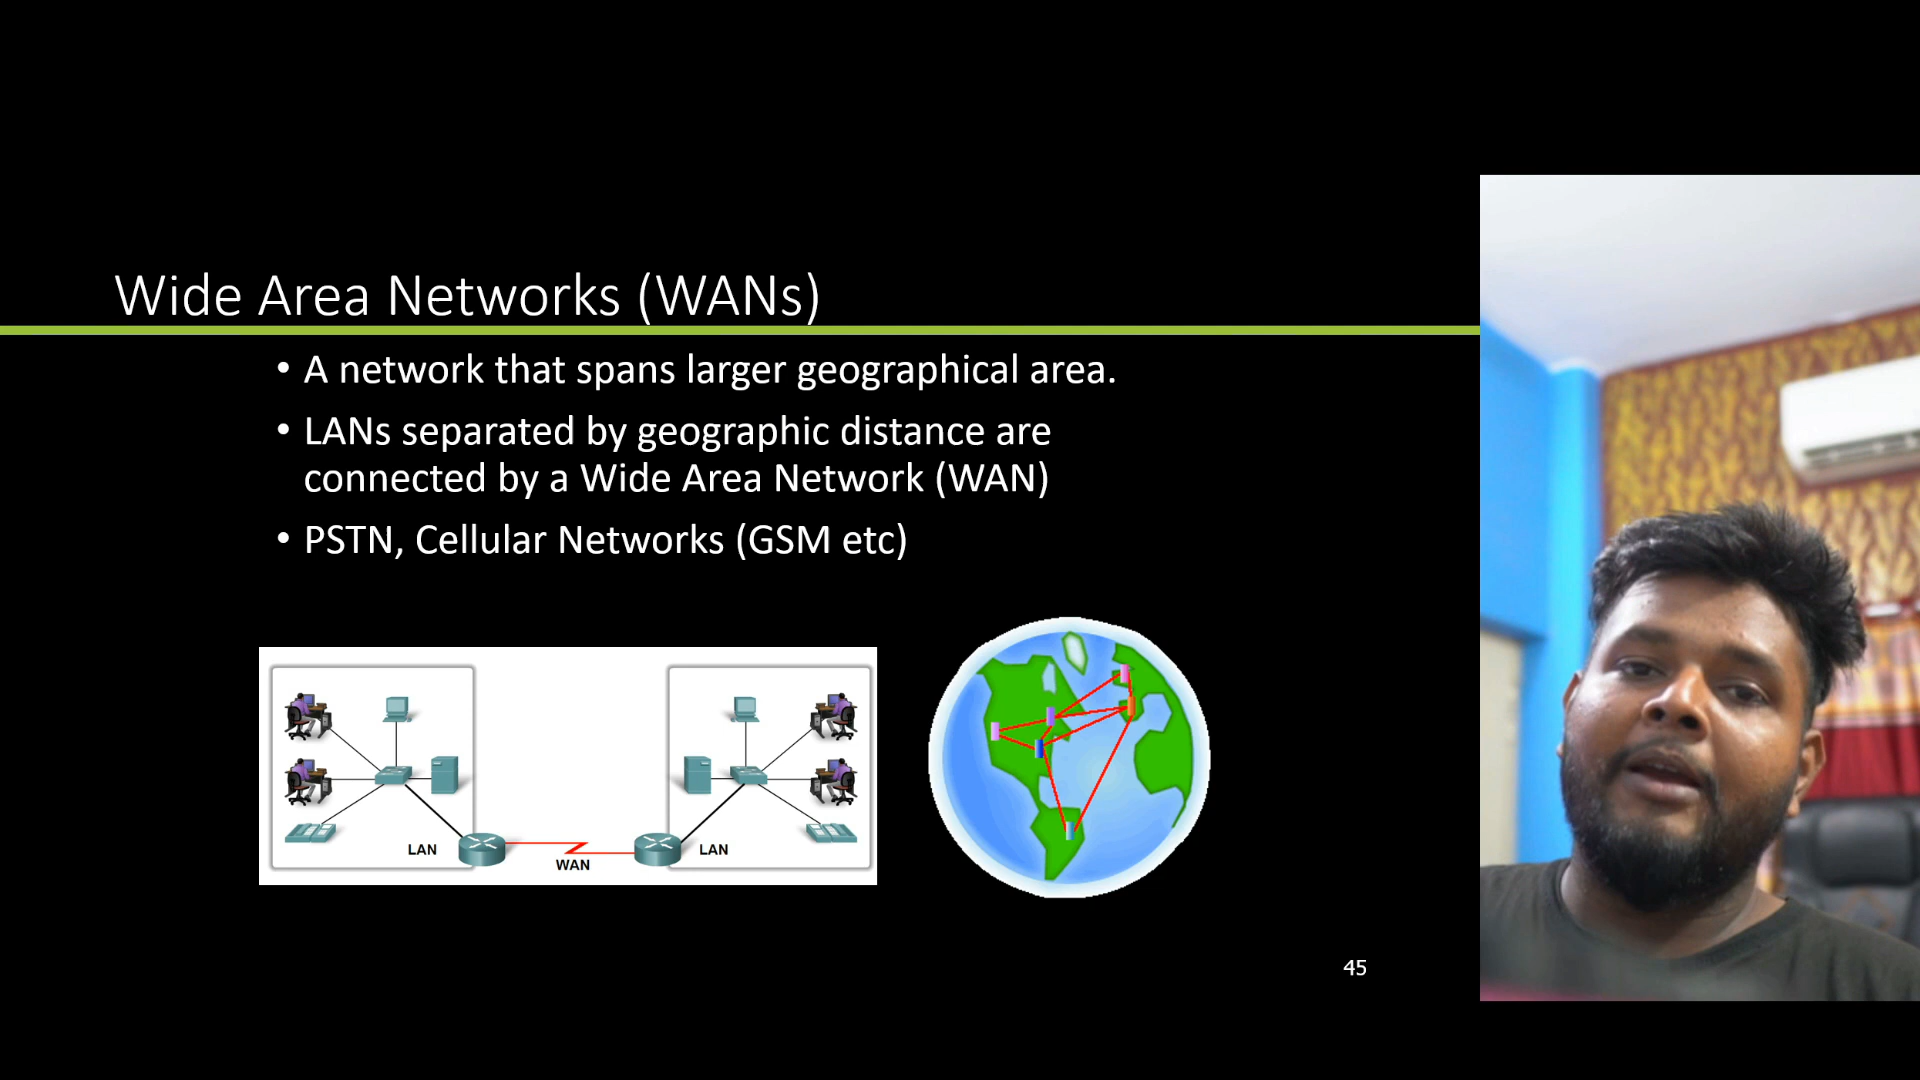 Wide Area Networks (WANs)
• A network that spans larger geographical area.
• LANs separated by geographic distance are
connected by a Wide Area Network (WAN)
• PSTN, Cellular Networks (GSM etc)
LAN
WAN
LAN
45